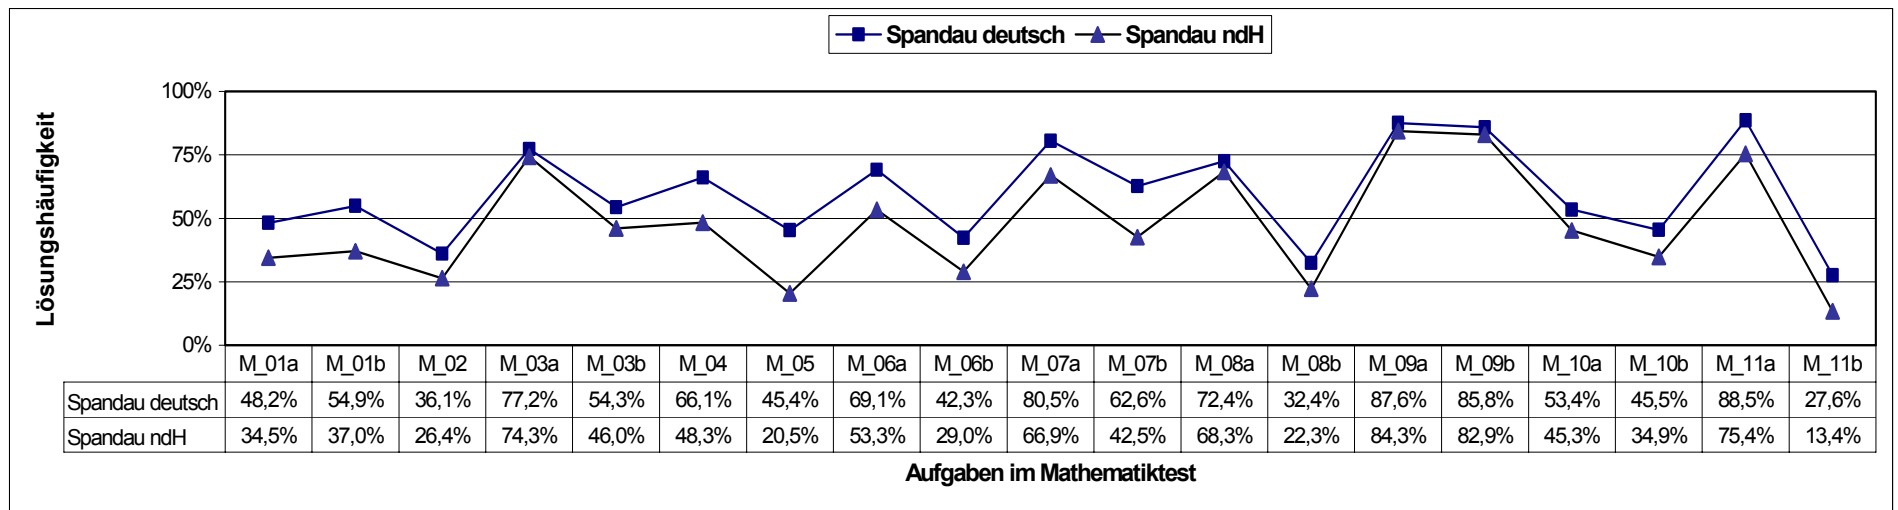 Spandau deutsch Spandau ndH
Lösungshäufigkeit
100%
75%
50%
25%
0%
M_01a M_01b M_02 M_03a M_03b M_04 M_05 M_06a M_06b M_07a M_07b M_08a M_08b M_09a M_09b M_10a M_10b M_11a M_11b
Spandau deutsch 48,2% 54,9% 36,1% 77,2% 54,3% 66,1% 45,4% 69,1% 42,3% 80,5% 62,6% 72,4% 32,4% 87,6% 85,8% 53,4% 45,5% 88,5% 27,6%
Spandau ndH 34,5% 37,0% 26,4% 74,3% 46,0% 48,3% 20,5% 53,3% 29,0% 66,9% 42,5% 68,3% 22,3% 84,3% 82,9% 45,3% 34,9% 75,4% 13,4%
Aufgaben im Mathematiktest